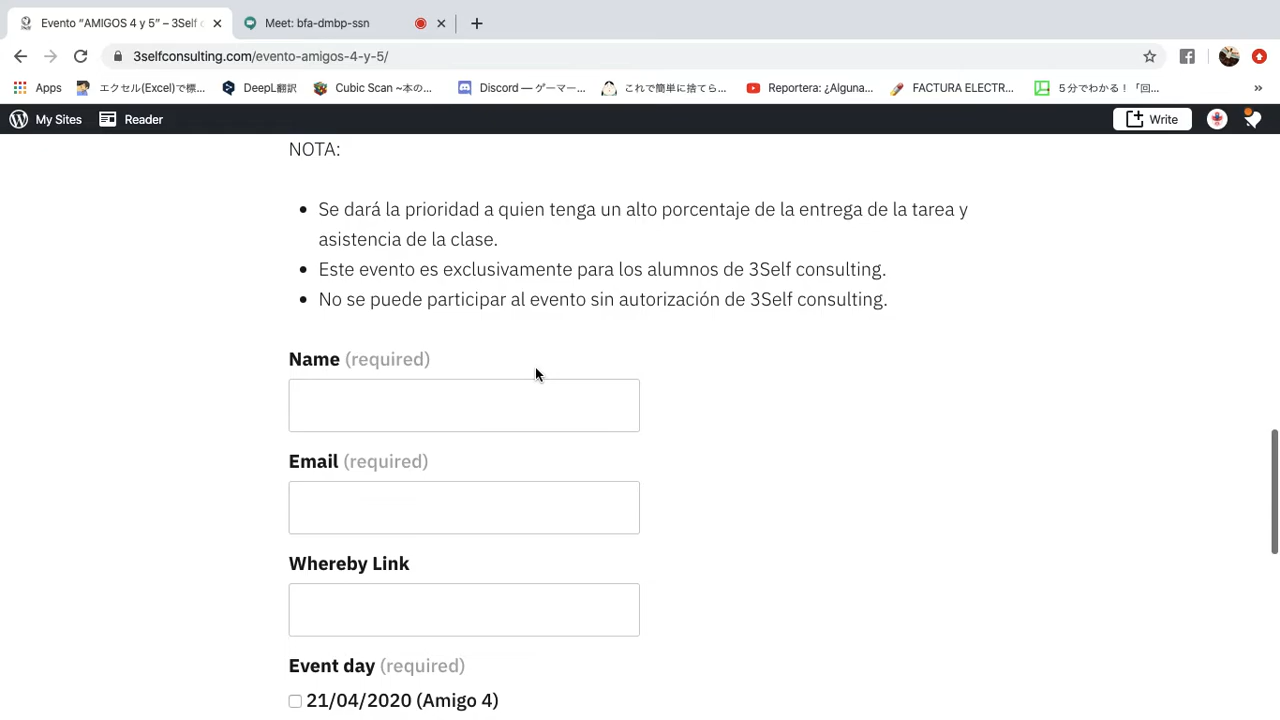 Evento “AMIGOS 4 y 5” – 3Self c
Meet: bfa-dmbp-ssn
3selfconsulting.com/evento-amigos-4-y-5/
Apps
エクセル(Excel)で標...
DeepL翻訳
Cubic Scan ~本の...
Discord — ゲーマー...
これで簡単に捨てら...
Reportera: ¿Alguna...
FACTURA ELECTR...
５分でわかる！「回...
»
My Sites
Reader
Write
NOTA:
• Se dará la prioridad a quien tenga un alto porcentaje de la entrega de la tarea y
asistencia de la clase.
• Este evento es exclusivamente para los alumnos de 3Self consulting.
• No se puede participar al evento sin autorización de 3Self consulting.
Name (required)
Email (required)
Whereby Link
Event day (required)
21/04/2020 (Amigo 4)